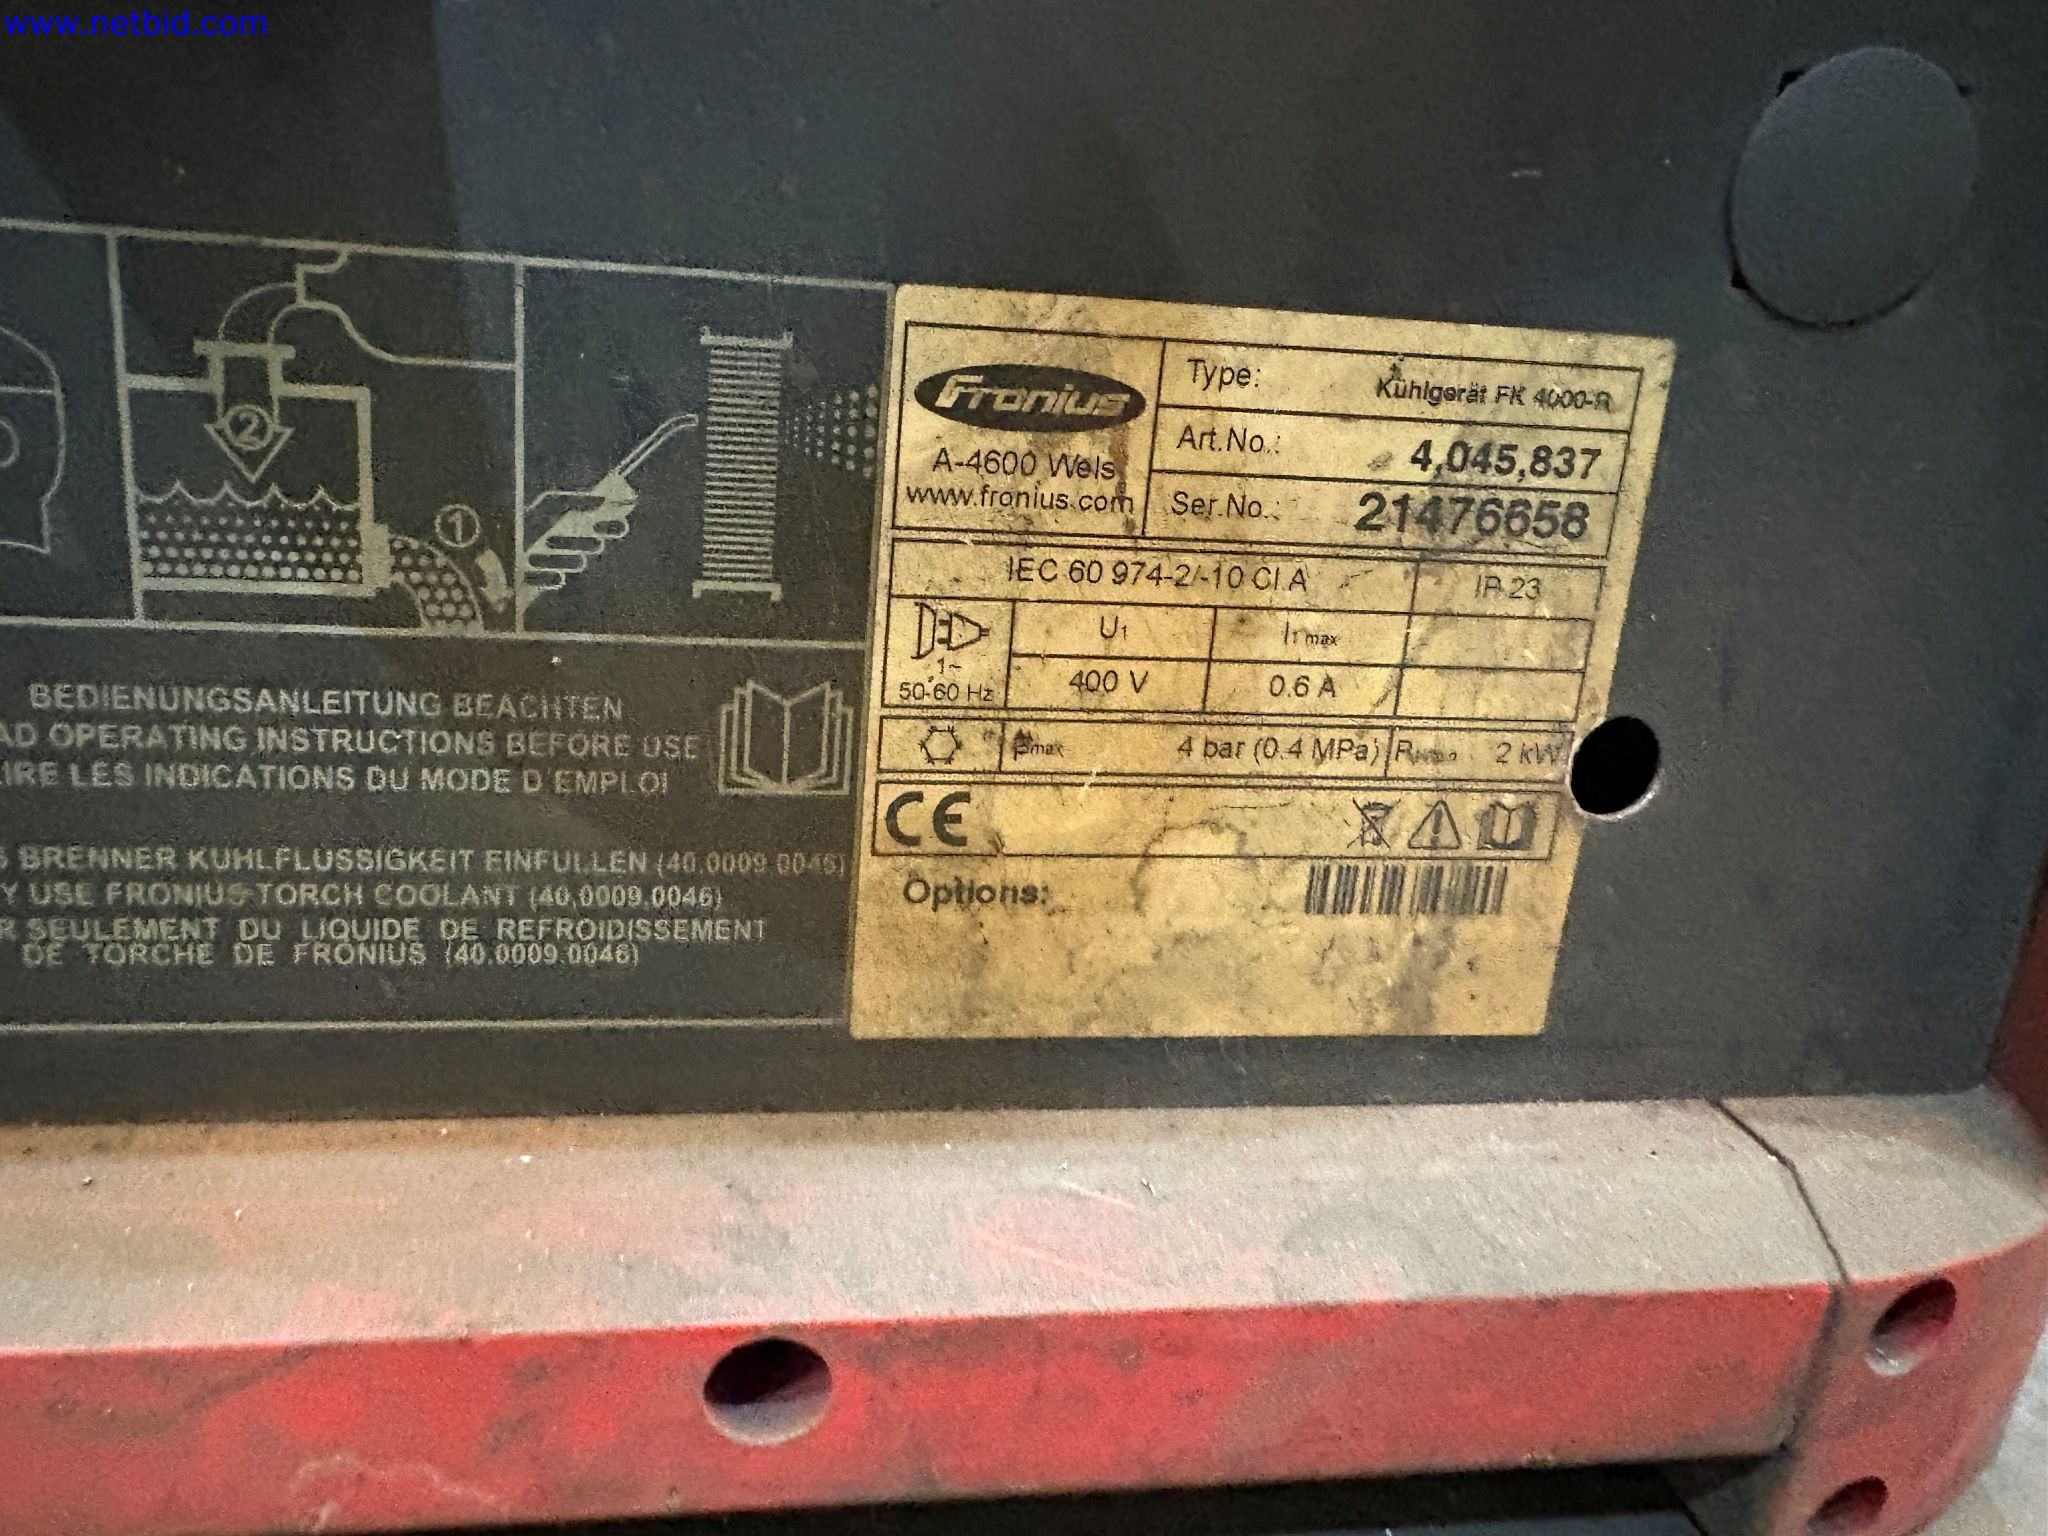 www.netbid.com
2
1
BEDIENUNGSANLEITUNG BEACHTEN
AD OPERATING INSTRUCTIONS BEFORE USE
IRE LES INDICATIONS DU MODE D'EMPLOI
BRENNER KUHLFLUSSIGKEIT EINFULLEN (40.0009.0046)
Y USE FRONIUS TORCH COOLANT (40,0009,0046)
R SEULEMENT DU LIQUIDE DE REFROIDISSEMENT
DE TORCHE DE FRONIUS (40.0009.0046)
Fronius
A-4600 Wels
www.fronius.com
Type: Kühlgerät FK 4000-R
Art.No.: 4,045,837
Ser.No.: 21476658
IEC 60 974-2/-10 Cl.A IP 23
1~
50-60 Hz
U1 I1 max
400 V 0.6 A
pmax 4 bar (0.4 MPa) 2 kW
CE
Options: